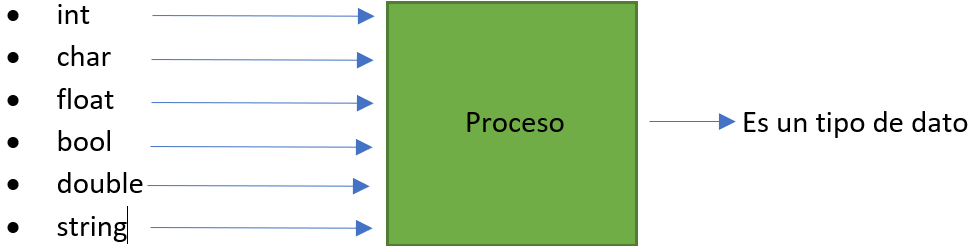 • int
• char
• float
• bool
• double
• string
Proceso
Es un tipo de dato